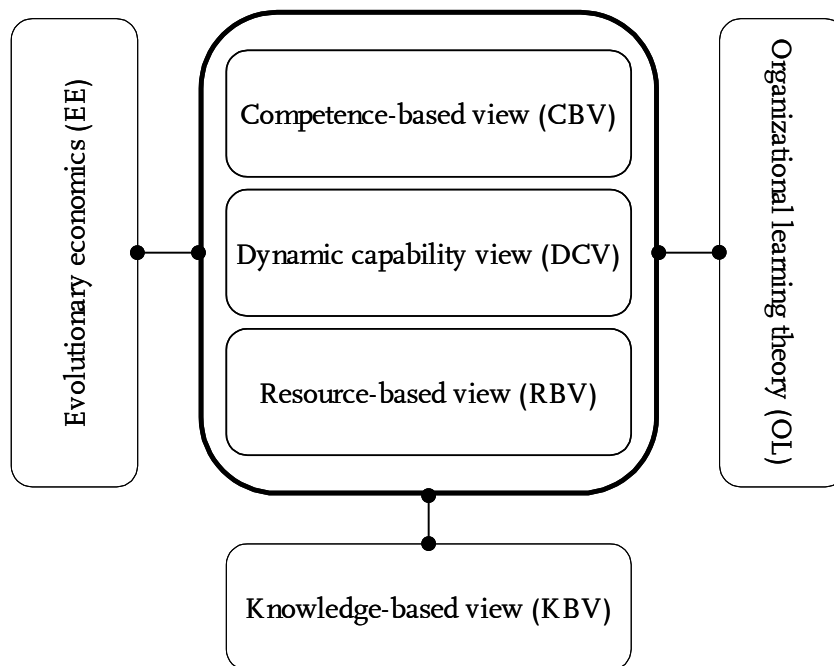 Evolutionary economics (EE)
Competence-based view (CBV)
Dynamic capability view (DCV)
Resource-based view (RBV)
Organizational learning theory (OL)
Knowledge-based view (KBV)